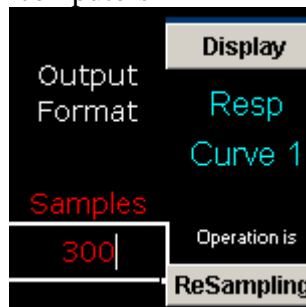 Display
Output
Format
Resp
Curve 1
Samples
300
Operation is
ReSampling